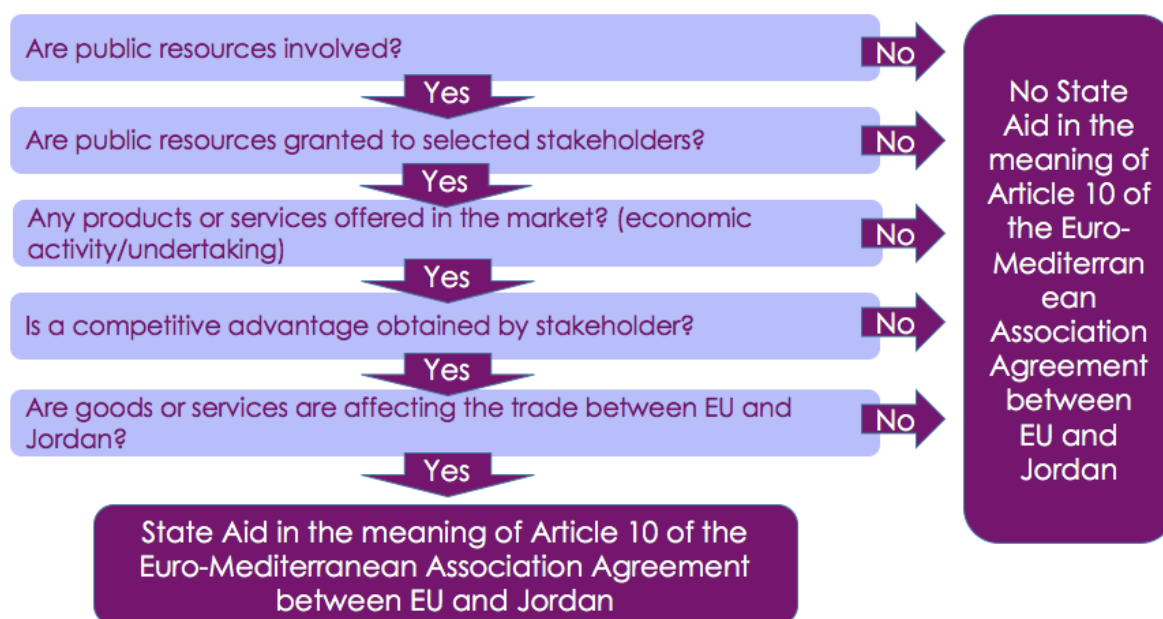 Are public resources involved?
No
Yes
Are public resources granted to selected stakeholders?
No
Yes
Any products or services offered in the market? (economic
activity/undertaking)
No
Yes
Is a competitive advantage obtained by stakeholder?
No
Yes
Are goods or services are affecting the trade between EU and
Jordan?
No
Yes
State Aid in the meaning of Article 10 of the
Euro-Mediterranean Association Agreement
between EU and Jordan
No State
Aid in the
meaning of
Article 10 of
the Euro-
Mediterran
ean
Association
Agreement
between
EU and
Jordan